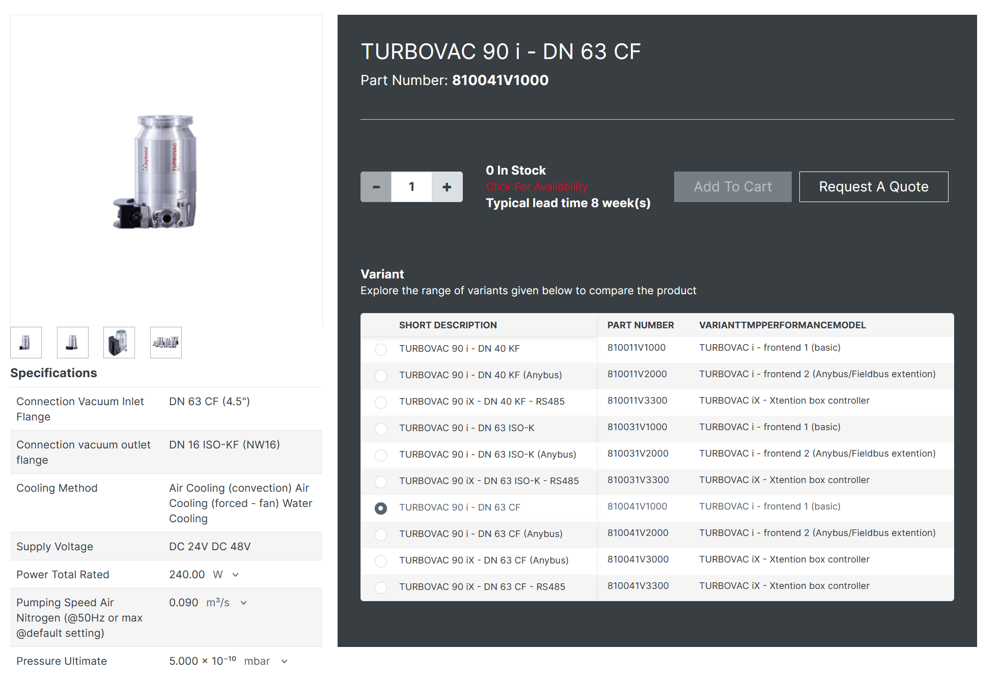 Leybold
TURBOVAC
90 i
TURBOVAC 90 i - DN 63 CF
Part Number: 810041V1000
- 1 +
0 In Stock
Click For Availability
Typical lead time 8 week(s)
Add To Cart
Request A Quote
Variant
Explore the range of variants given below to compare the product
SHORT DESCRIPTION PART NUMBER VARIANTTMPPERFORMANCEMODEL
TURBOVAC 90 i - DN 40 KF 810011V1000 TURBOVAC i - frontend 1 (basic)
TURBOVAC 90 i - DN 40 KF (Anybus) 810011V2000 TURBOVAC i - frontend 2 (Anybus/Fieldbus extention)
TURBOVAC 90 iX - DN 40 KF - RS485 810011V3300 TURBOVAC iX - Xtention box controller
TURBOVAC 90 i - DN 63 ISO-K 810031V1000 TURBOVAC i - frontend 1 (basic)
TURBOVAC 90 i - DN 63 ISO-K (Anybus) 810031V2000 TURBOVAC i - frontend 2 (Anybus/Fieldbus extention)
TURBOVAC 90 iX - DN 63 ISO-K - RS485 810031V3300 TURBOVAC iX - Xtention box controller
TURBOVAC 90 i - DN 63 CF 810041V1000 TURBOVAC i - frontend 1 (basic)
TURBOVAC 90 i - DN 63 CF (Anybus) 810041V2000 TURBOVAC i - frontend 2 (Anybus/Fieldbus extention)
TURBOVAC 90 iX - DN 63 CF (Anybus) 810041V3000 TURBOVAC iX - Xtention box controller
TURBOVAC 90 iX - DN 63 CF - RS485 810041V3300 TURBOVAC iX - Xtention box controller
Specifications
Connection Vacuum Inlet
Flange
DN 63 CF (4.5")
Connection vacuum outlet
flange
DN 16 ISO-KF (NW16)
Cooling Method
Air Cooling (convection) Air
Cooling (forced - fan) Water
Cooling
Supply Voltage DC 24V DC 48V
Power Total Rated 240.00 W
Pumping Speed Air
Nitrogen (@50Hz or max
@default setting)
0.090 m³/s
Pressure Ultimate 5.000 × 10⁻¹⁰ mbar